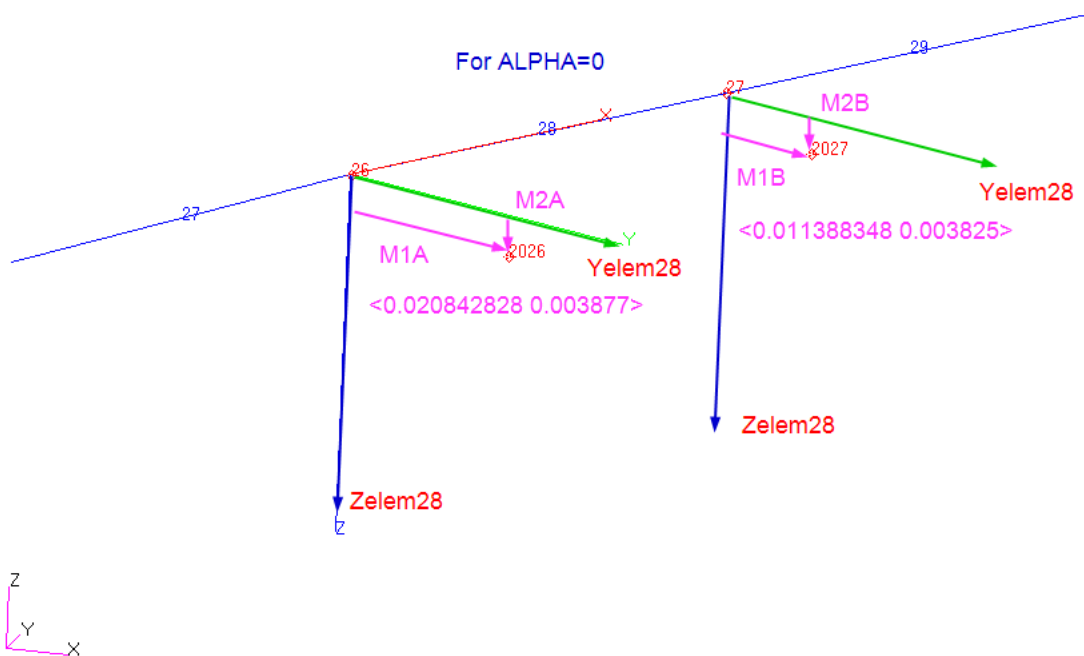 29
For ALPHA=0
27
M2B
X
28
2027
26
M1B
Yelem28
M2A
27
<0.011388348 0.003825>
Y
M1A
2026
Yelem28
<0.020842828 0.003877>
Zelem28
Zelem28
Z
Z
Y
X